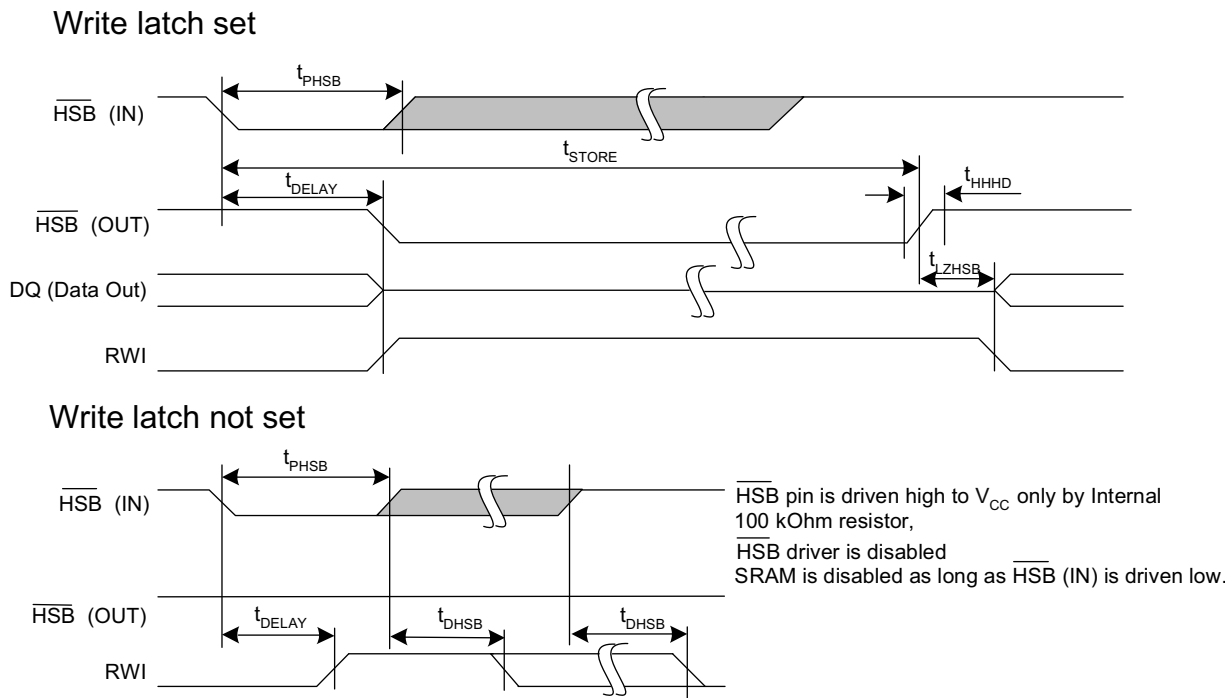 Write latch set
tPHSB
HSB (IN)
tSTORE
tDELAY
tHHHD
HSB (OUT)
tLZHSB
DQ (Data Out)
RWI
Write latch not set
tPHSB
HSB (IN)
HSB pin is driven high to VCC only by Internal
100 kOhm resistor,
HSB driver is disabled
SRAM is disabled as long as HSB (IN) is driven low.
HSB (OUT)
tDELAY
tDHSB
tDHSB
RWI